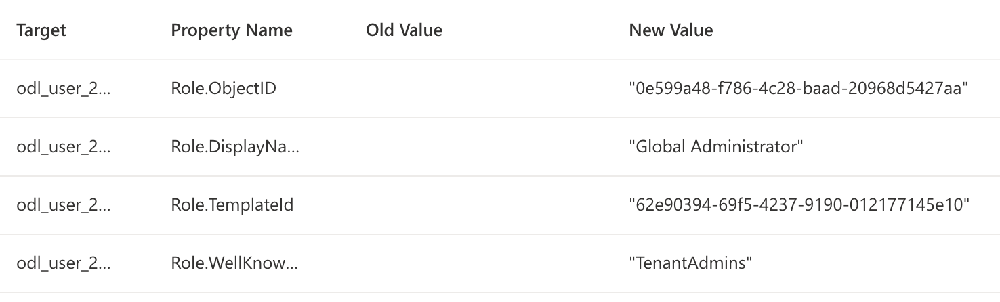 Target Property Name Old Value New Value
odl_user_2... Role.ObjectID "0e599a48-f786-4c28-baad-20968d5427aa"
odl_user_2... Role.DisplayNa... "Global Administrator"
odl_user_2... Role.TemplateId "62e90394-69f5-4237-9190-012177145e10"
odl_user_2... Role.WellKnow... "TenantAdmins"